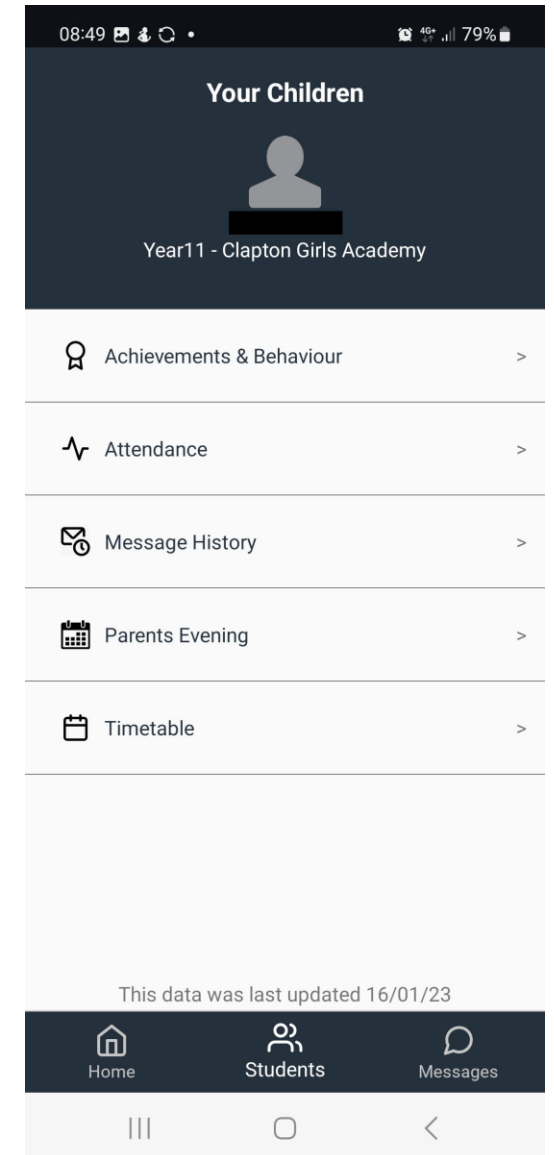 08:49 4G+ 79%
Your Children
Year11 - Clapton Girls Academy
Achievements & Behaviour >
Attendance >
Message History >
Parents Evening >
Timetable >
This data was last updated 16/01/23
Home Students Messages